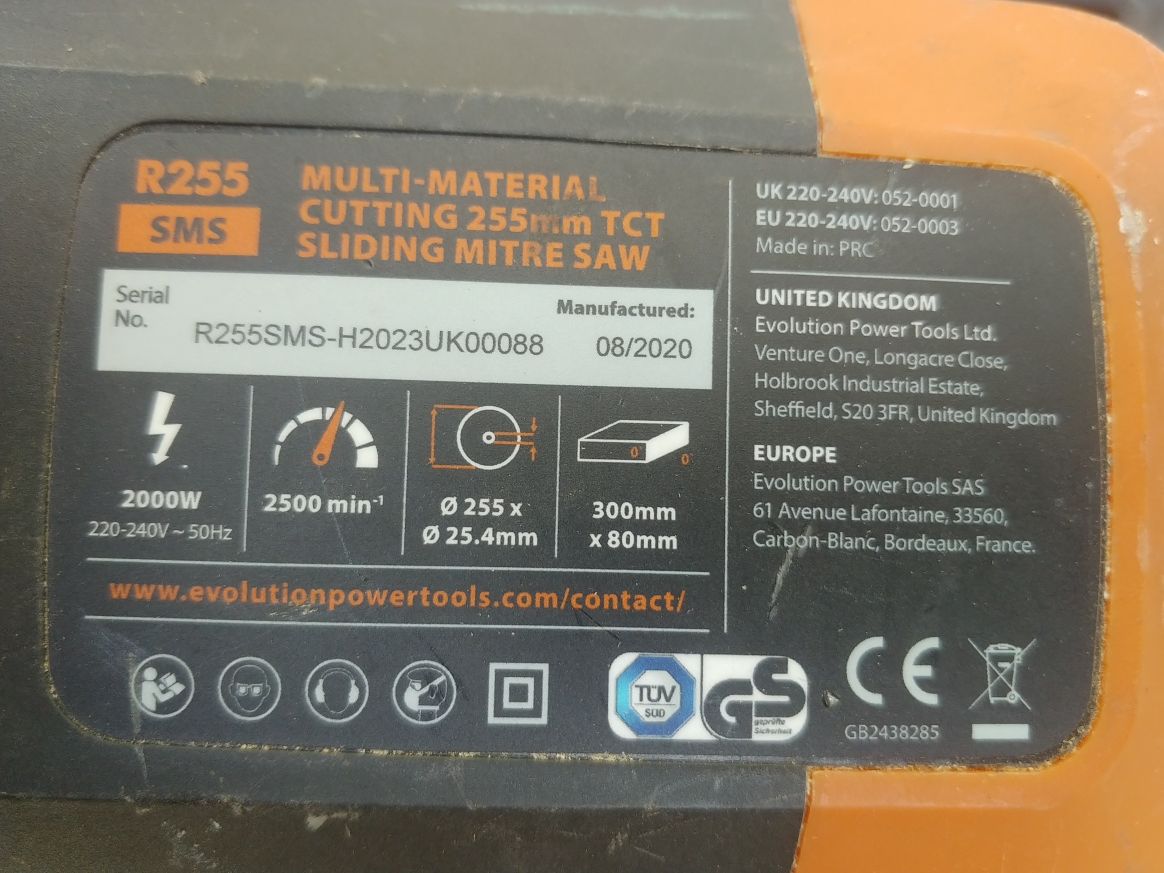 R255
SMS
MULTI-MATERIAL
CUTTING 255mm TCT
SLIDING MITRE SAW
Serial
No.
R255SMS-H2023UK00088
Manufactured:
08/2020
2000W
220-240V ~ 50Hz
2500 min⁻¹
Ø 255 x
Ø 25.4mm
0°
0°
300mm
x 80mm
www.evolutionpowertools.com/contact/
UK 220-240V: 052-0001
EU 220-240V: 052-0003
Made in: PRC
UNITED KINGDOM
Evolution Power Tools Ltd.
Venture One, Longacre Close,
Holbrook Industrial Estate,
Sheffield, S20 3FR, United Kingdom
EUROPE
Evolution Power Tools SAS
61 Avenue Lafontaine, 33560,
Carbon-Blanc, Bordeaux, France.
TÜV
SÜD
GS
geprüfte
Sicherheit
CE
GB2438285